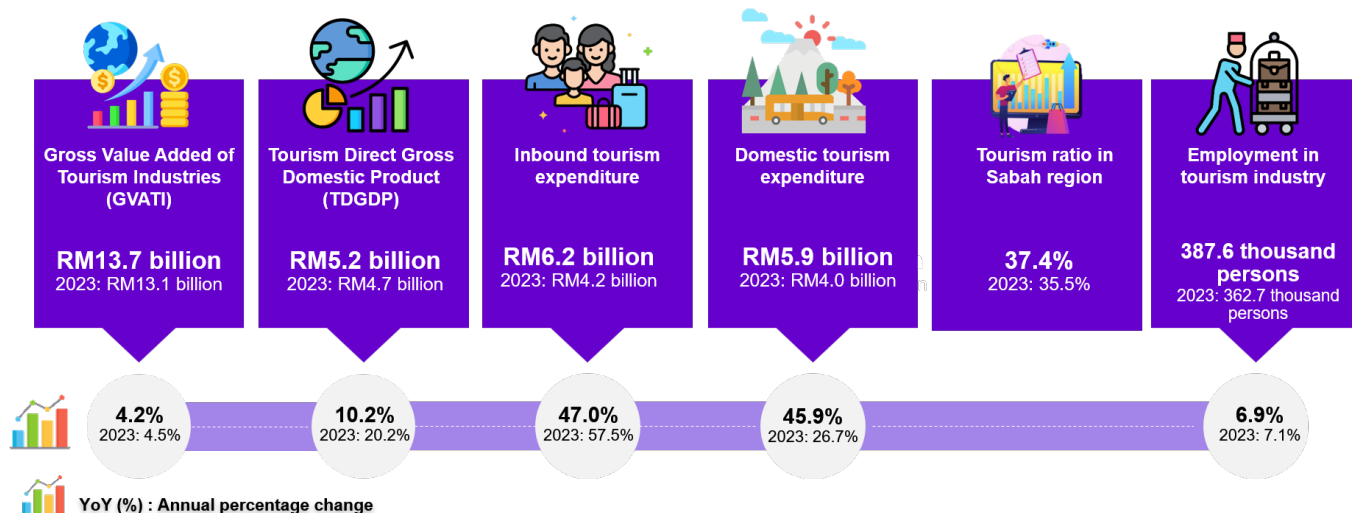 Gross Value Added of
Tourism Industries
(GVATI)
RM13.7 billion
2023: RM13.1 billion
Tourism Direct Gross
Domestic Product
(TDGDP)
RM5.2 billion
2023: RM4.7 billion
Inbound tourism
expenditure
RM6.2 billion
2023: RM4.2 billion
Domestic tourism
expenditure
RM5.9 billion
2023: RM4.0 billion
Tourism ratio in
Sabah region
37.4%
2023: 35.5%
Employment in
tourism industry
387.6 thousand
persons
2023: 362.7 thousand
persons
4.2%
2023: 4.5%
10.2%
2023: 20.2%
47.0%
2023: 57.5%
45.9%
2023: 26.7%
6.9%
2023: 7.1%
YoY (%) : Annual percentage change